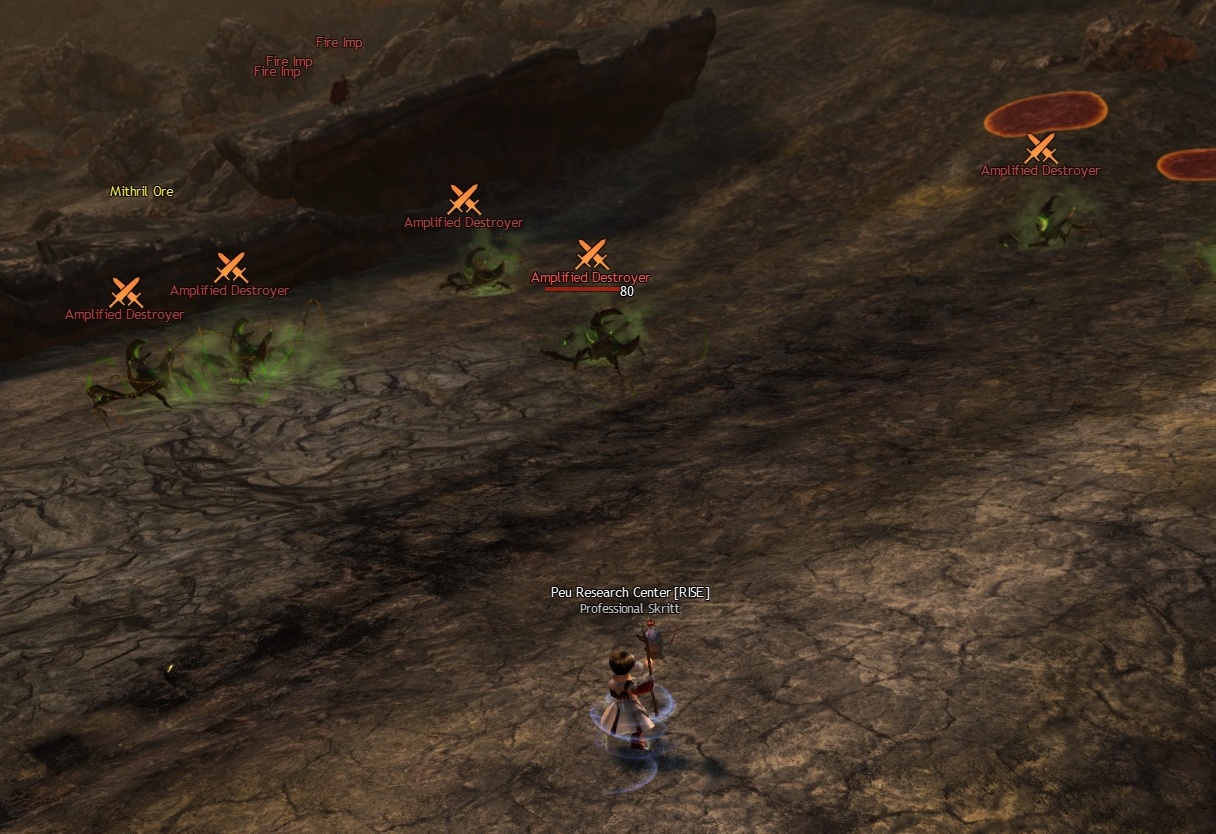 Fire Imp
Fire Imp
Fire Imp
Amplified Destroyer
Mithril Ore
Amplified Destroyer
Amplified Destroyer
80
Amplified Destroyer
Amplified Destroyer
Peu Research Center [RISE]
Professional Skritt